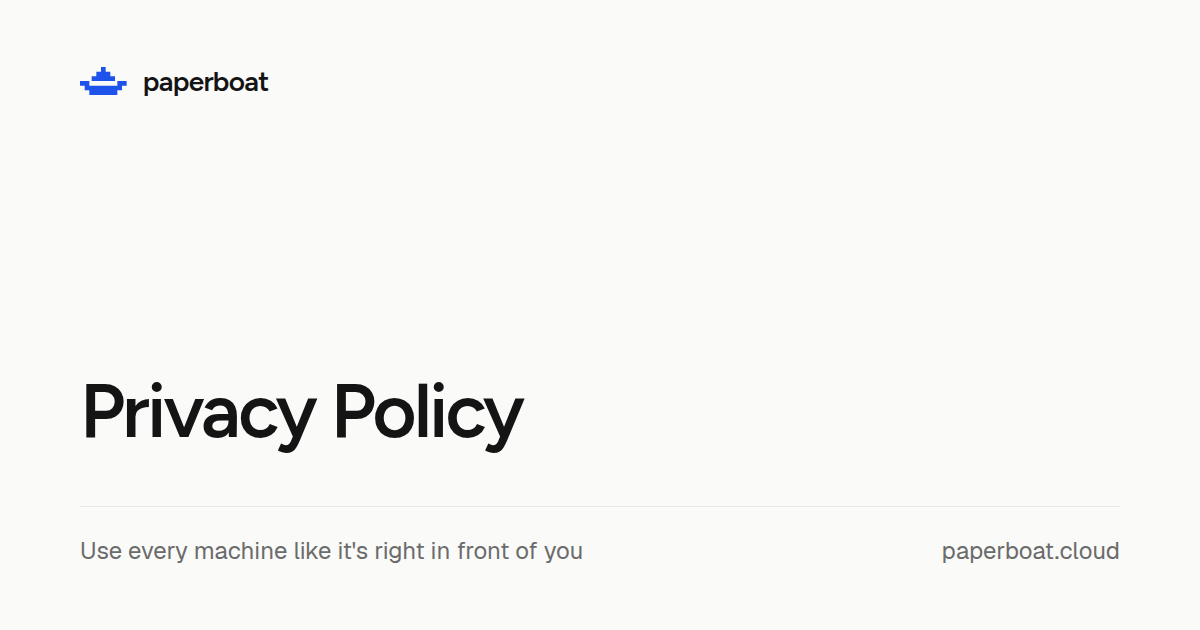 paperboat
Privacy Policy
Use every machine like it's right in front of you
paperboat.cloud